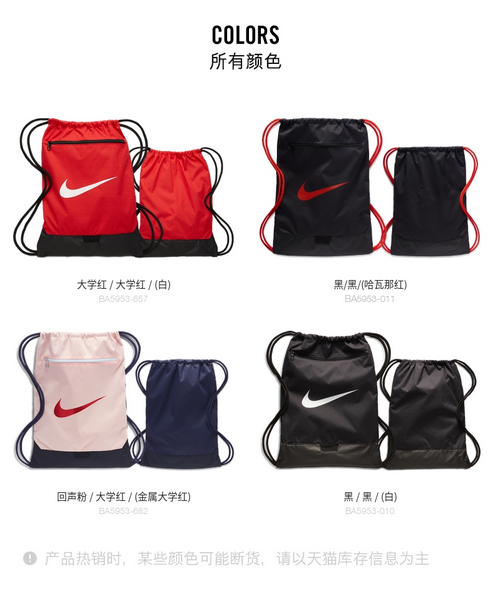 COLORS
所有颜色
大学红 / 大学红 / (白)
BA5953-657
黑/黑/(哈瓦那红)
BA5953-011
回声粉 / 大学红 / (金属大学红)
BA5953-682
黑 / 黑 / (白)
BA5953-010
产品热销时，某些颜色可能断货，请以天猫库存信息为主